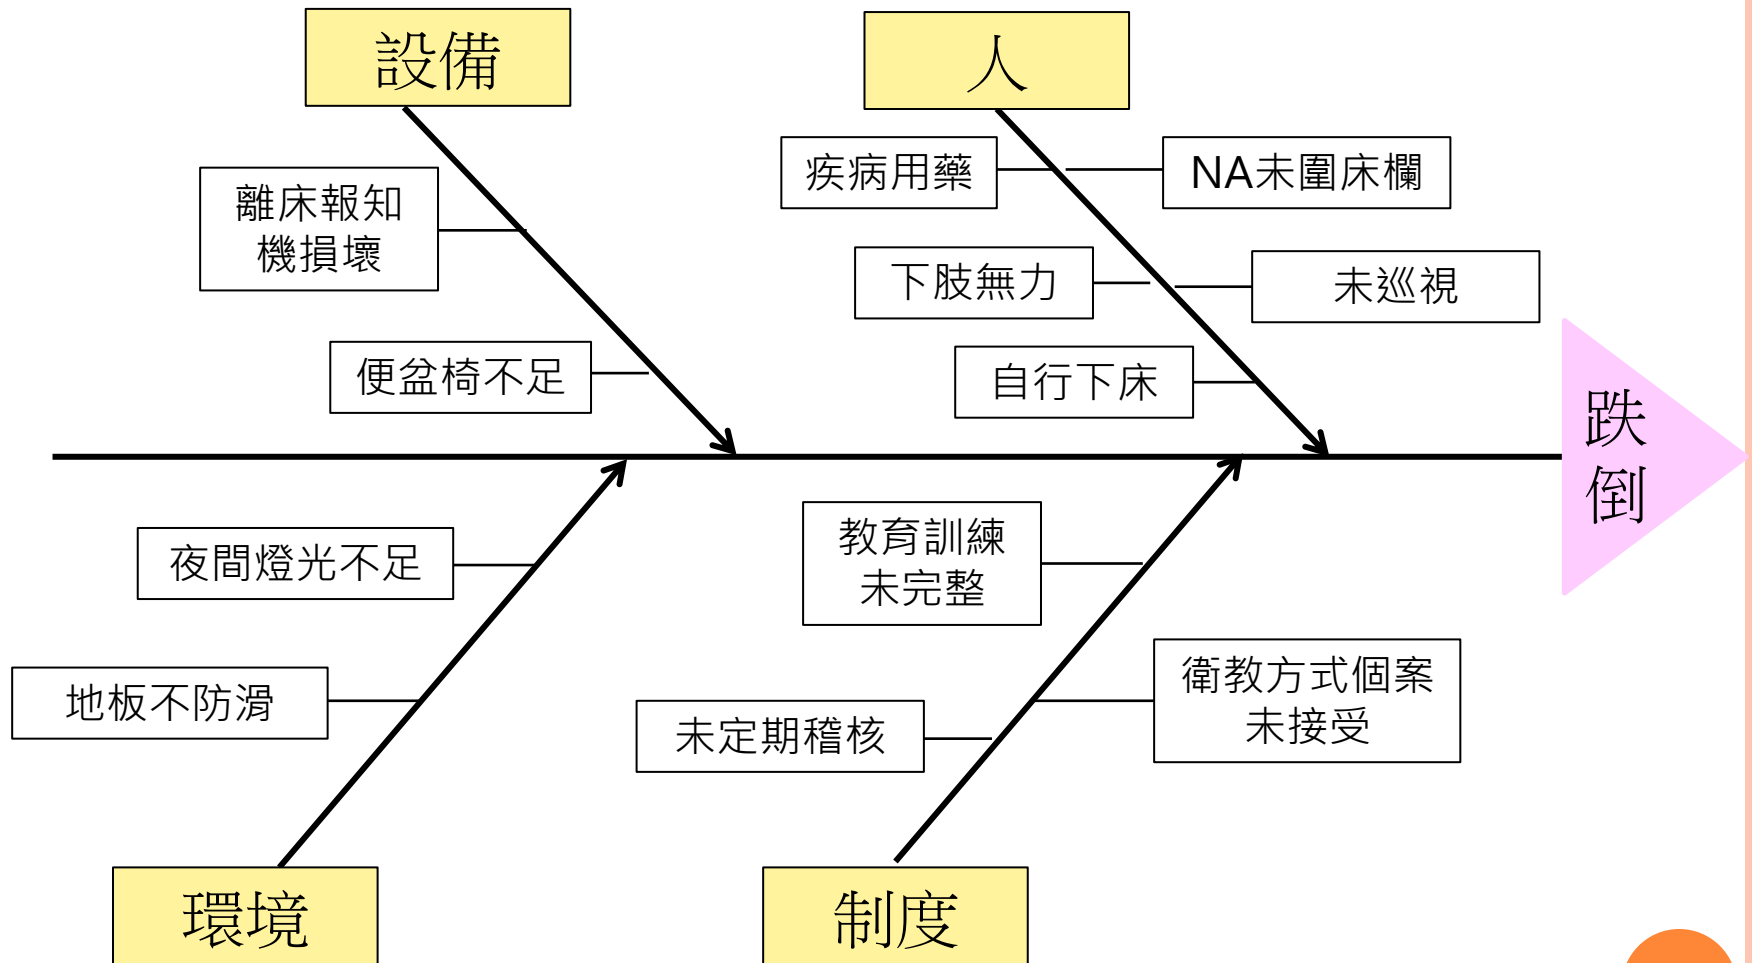 設備
人
疾病用藥
NA未圍床欄
離床報知
機損壞
下肢無力
未巡視
便盆椅不足
自行下床
跌
倒
夜間燈光不足
教育訓練
未完整
地板不防滑
衛教方式個案
未接受
未定期稽核
環境
制度